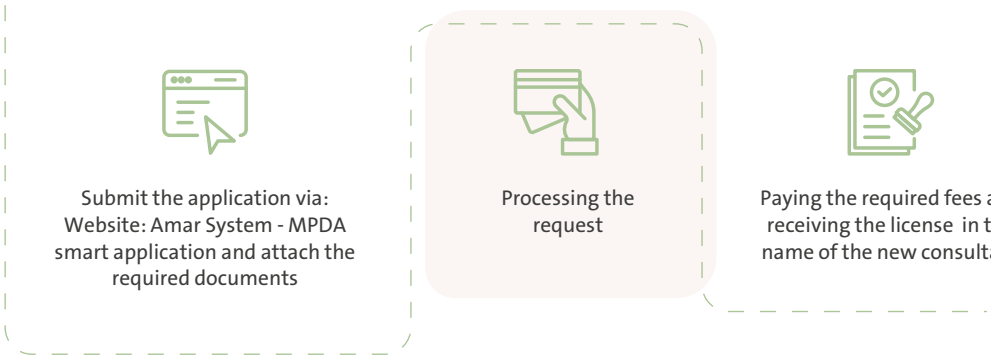 Submit the application via:
Website: Amar System - MPDA
smart application and attach the
required documents
Processing the
request
Paying the required fees
receiving the license in
name of the new